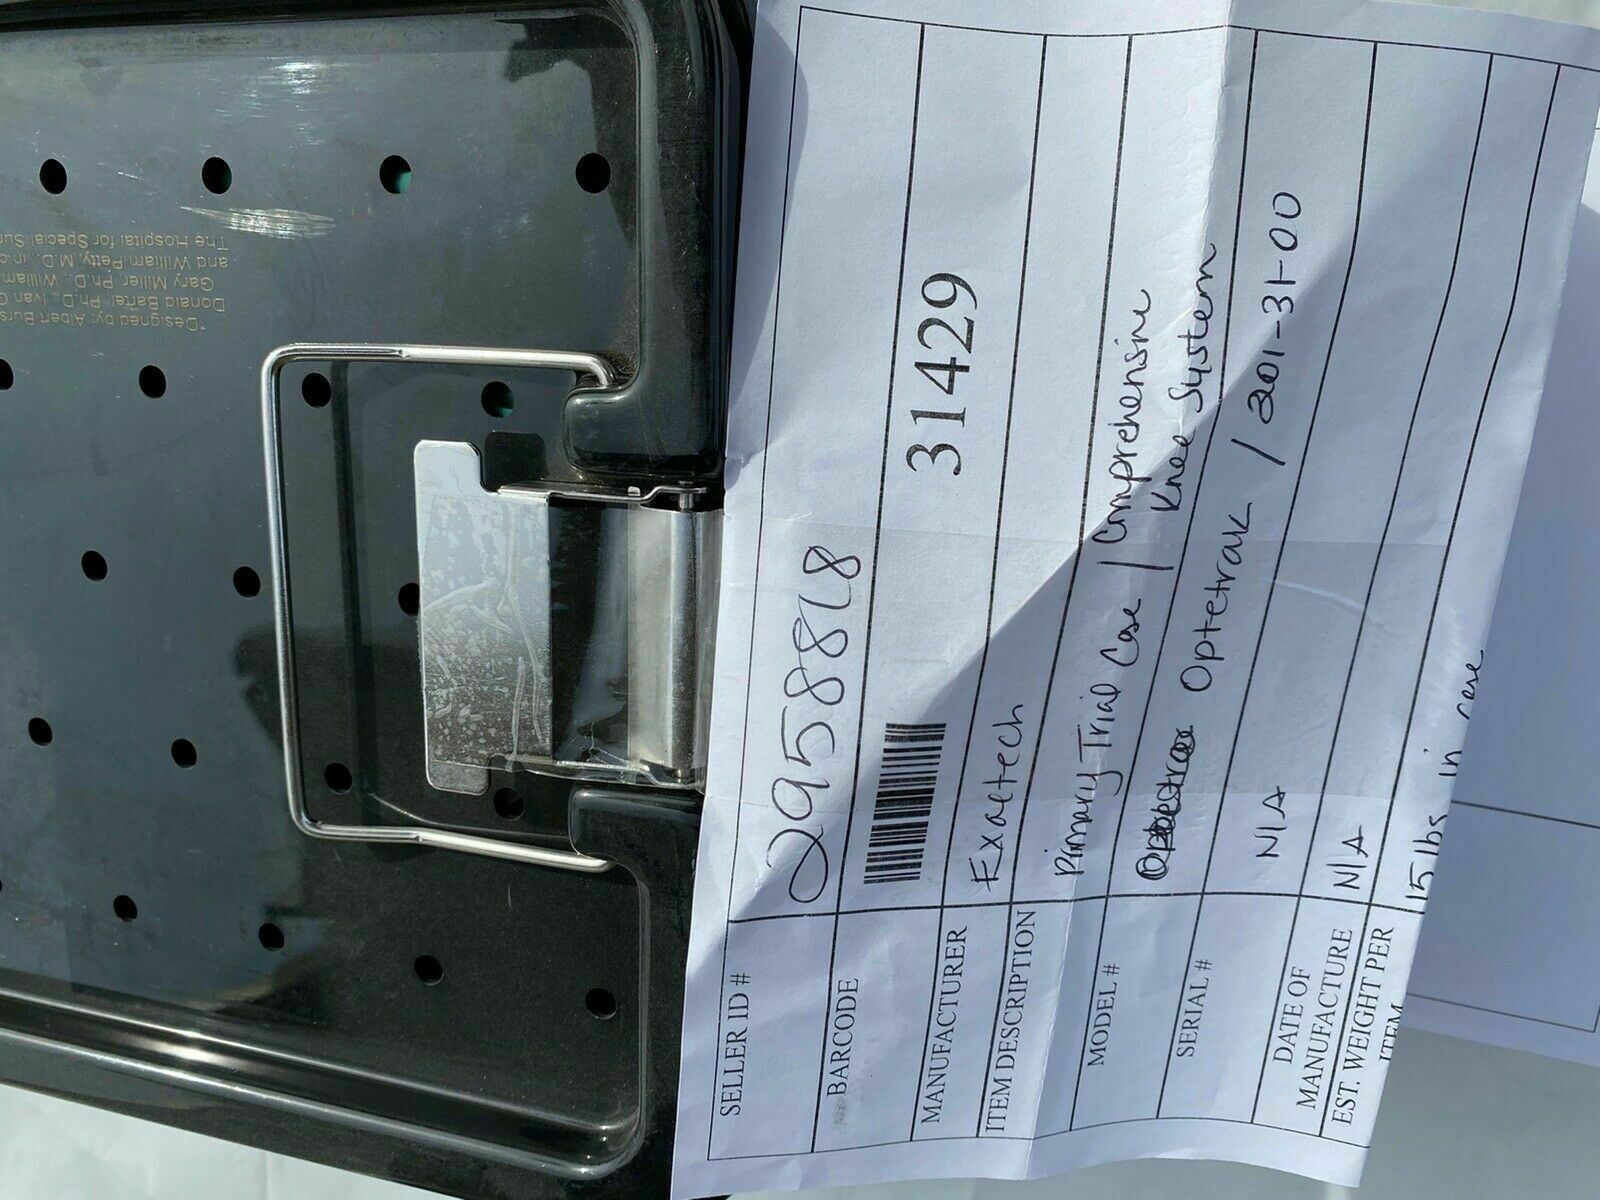 SELLER ID # 2958868
BARCODE 31429
MANUFACTURER Exactech
ITEM DESCRIPTION Primary Trial Case / Comprehensive
Knee System
MODEL # Optetrak / 201-31-00
SERIAL # N/A
DATE OF
MANUFACTURE N/A
EST. WEIGHT PER
ITEM 15 lbs in case
"Designed by: Albert Burs
Donald Bartel, Ph.D., Ivan G
Gary Miller, Ph.D., William
and William Petty, M.D., in c
The Hospital for Special Sur